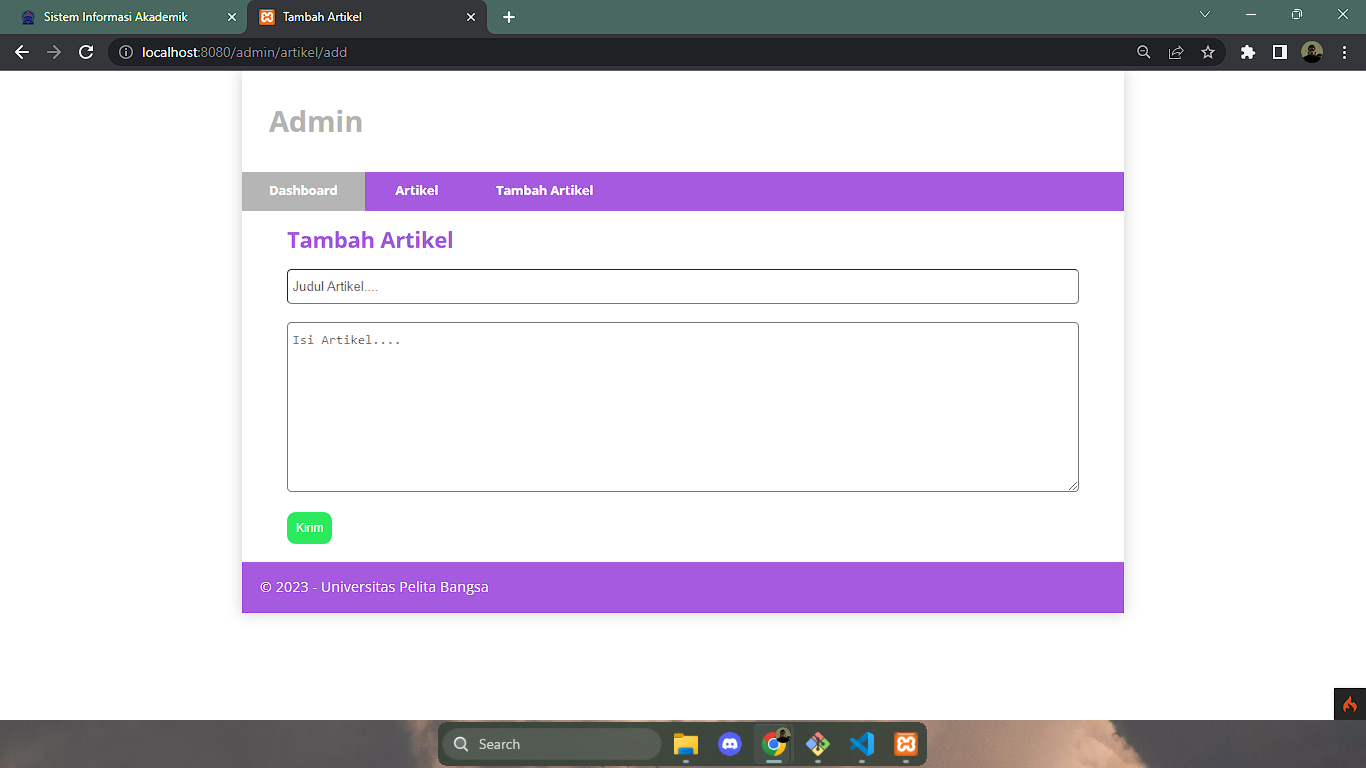 Sistem Informasi Akademik
Tambah Artikel
localhost:8080/admin/artikel/add
Admin
Dashboard
Artikel
Tambah Artikel
Tambah Artikel
Judul Artikel....
Isi Artikel....
Kirim
© 2023 - Universitas Pelita Bangsa
Search